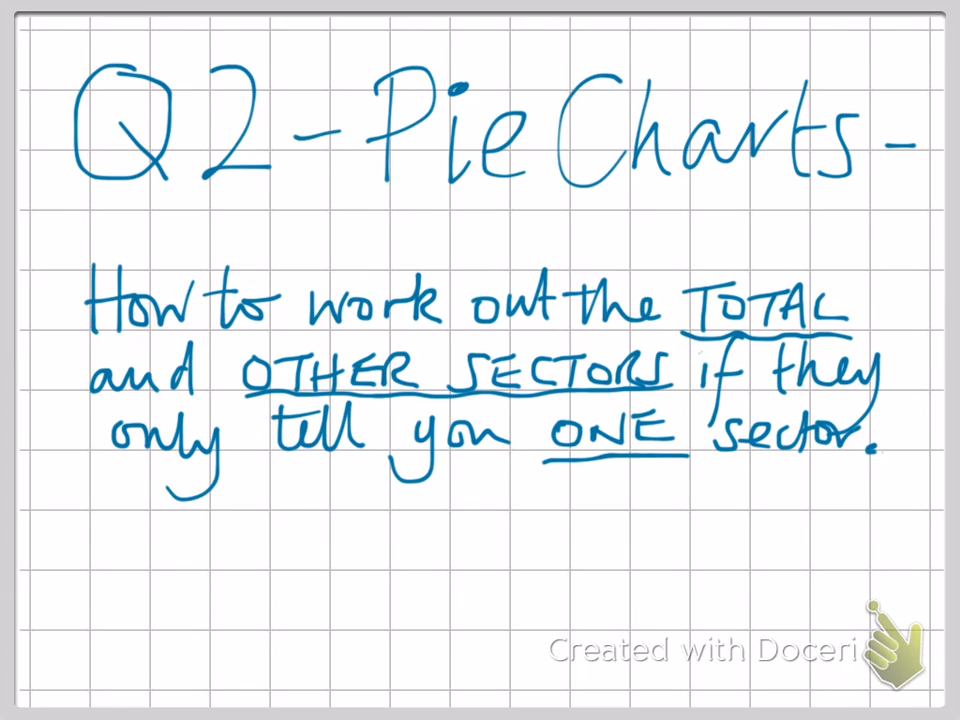 Q2 - Pie Charts -
How to work out the TOTAL
and OTHER SECTORS if they
only tell you ONE sector.
Created with Doceri